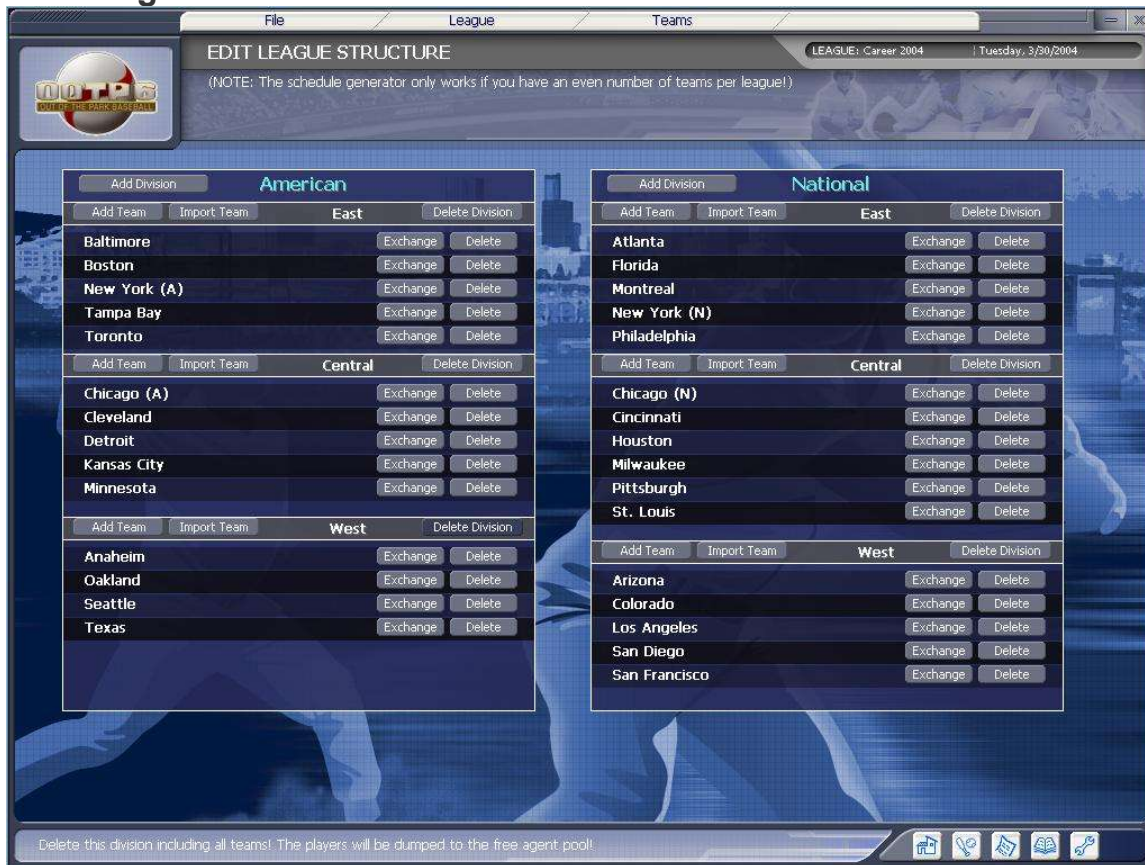 File League Teams
EDIT LEAGUE STRUCTURE
LEAGUE: Career 2004 | Tuesday, 3/30/2004
(NOTE: The schedule generator only works if you have an even number of teams per league!)
OOTP 6
OUT OF THE PARK BASEBALL
Add Division American
Add Team Import Team East Delete Division
Baltimore Exchange Delete
Boston Exchange Delete
New York (A) Exchange Delete
Tampa Bay Exchange Delete
Toronto Exchange Delete
Add Team Import Team Central Delete Division
Chicago (A) Exchange Delete
Cleveland Exchange Delete
Detroit Exchange Delete
Kansas City Exchange Delete
Minnesota Exchange Delete
Add Team Import Team West Delete Division
Anaheim Exchange Delete
Oakland Exchange Delete
Seattle Exchange Delete
Texas Exchange Delete
Add Division National
Add Team Import Team East Delete Division
Atlanta Exchange Delete
Florida Exchange Delete
Montreal Exchange Delete
New York (N) Exchange Delete
Philadelphia Exchange Delete
Add Team Import Team Central Delete Division
Chicago (N) Exchange Delete
Cincinnati Exchange Delete
Houston Exchange Delete
Milwaukee Exchange Delete
Pittsburgh Exchange Delete
St. Louis Exchange Delete
Add Team Import Team West Delete Division
Arizona Exchange Delete
Colorado Exchange Delete
Los Angeles Exchange Delete
San Diego Exchange Delete
San Francisco Exchange Delete
Delete this division including all teams! The players will be dumped to the free agent pool!